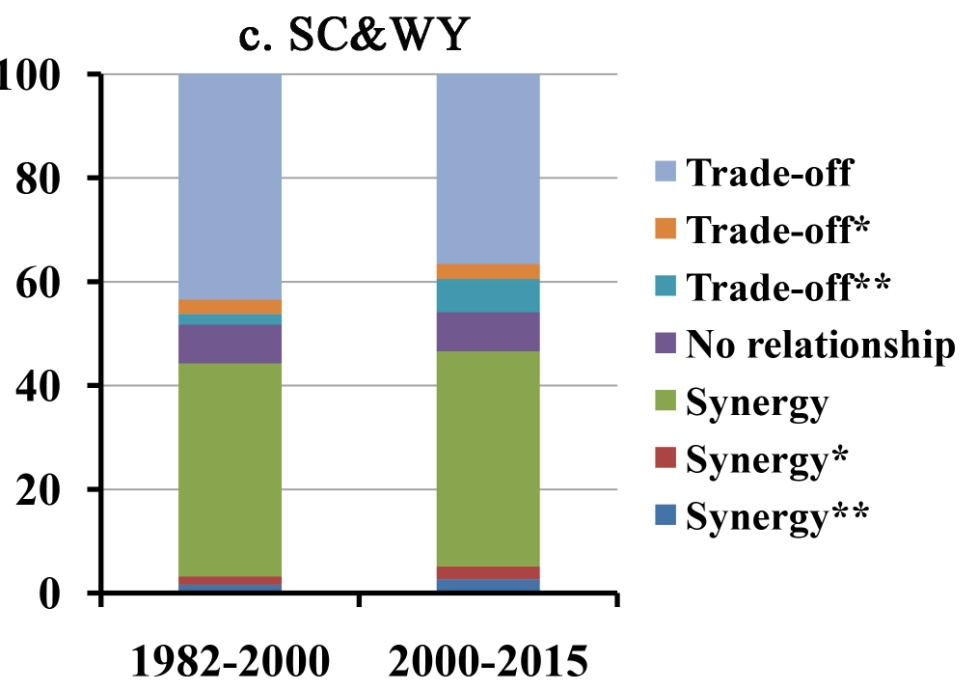 c. SC&WY
100
80
60
40
20
0
1982-2000
2000-2015
Trade-off
Trade-off*
Trade-off**
No relationship
Synergy
Synergy*
Synergy**